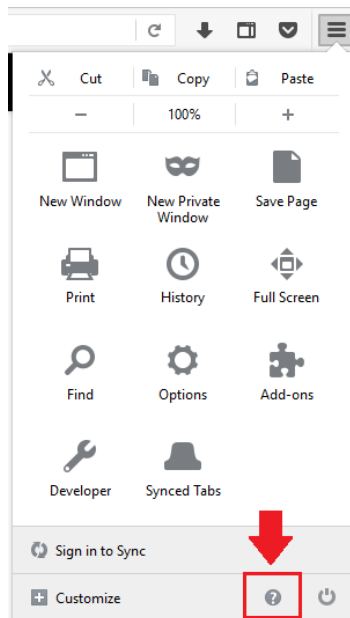 Cut Copy Paste
− 100% +
New Window New Private Window Save Page
Print History Full Screen
Find Options Add-ons
Developer Synced Tabs
Sign in to Sync
Customize ?